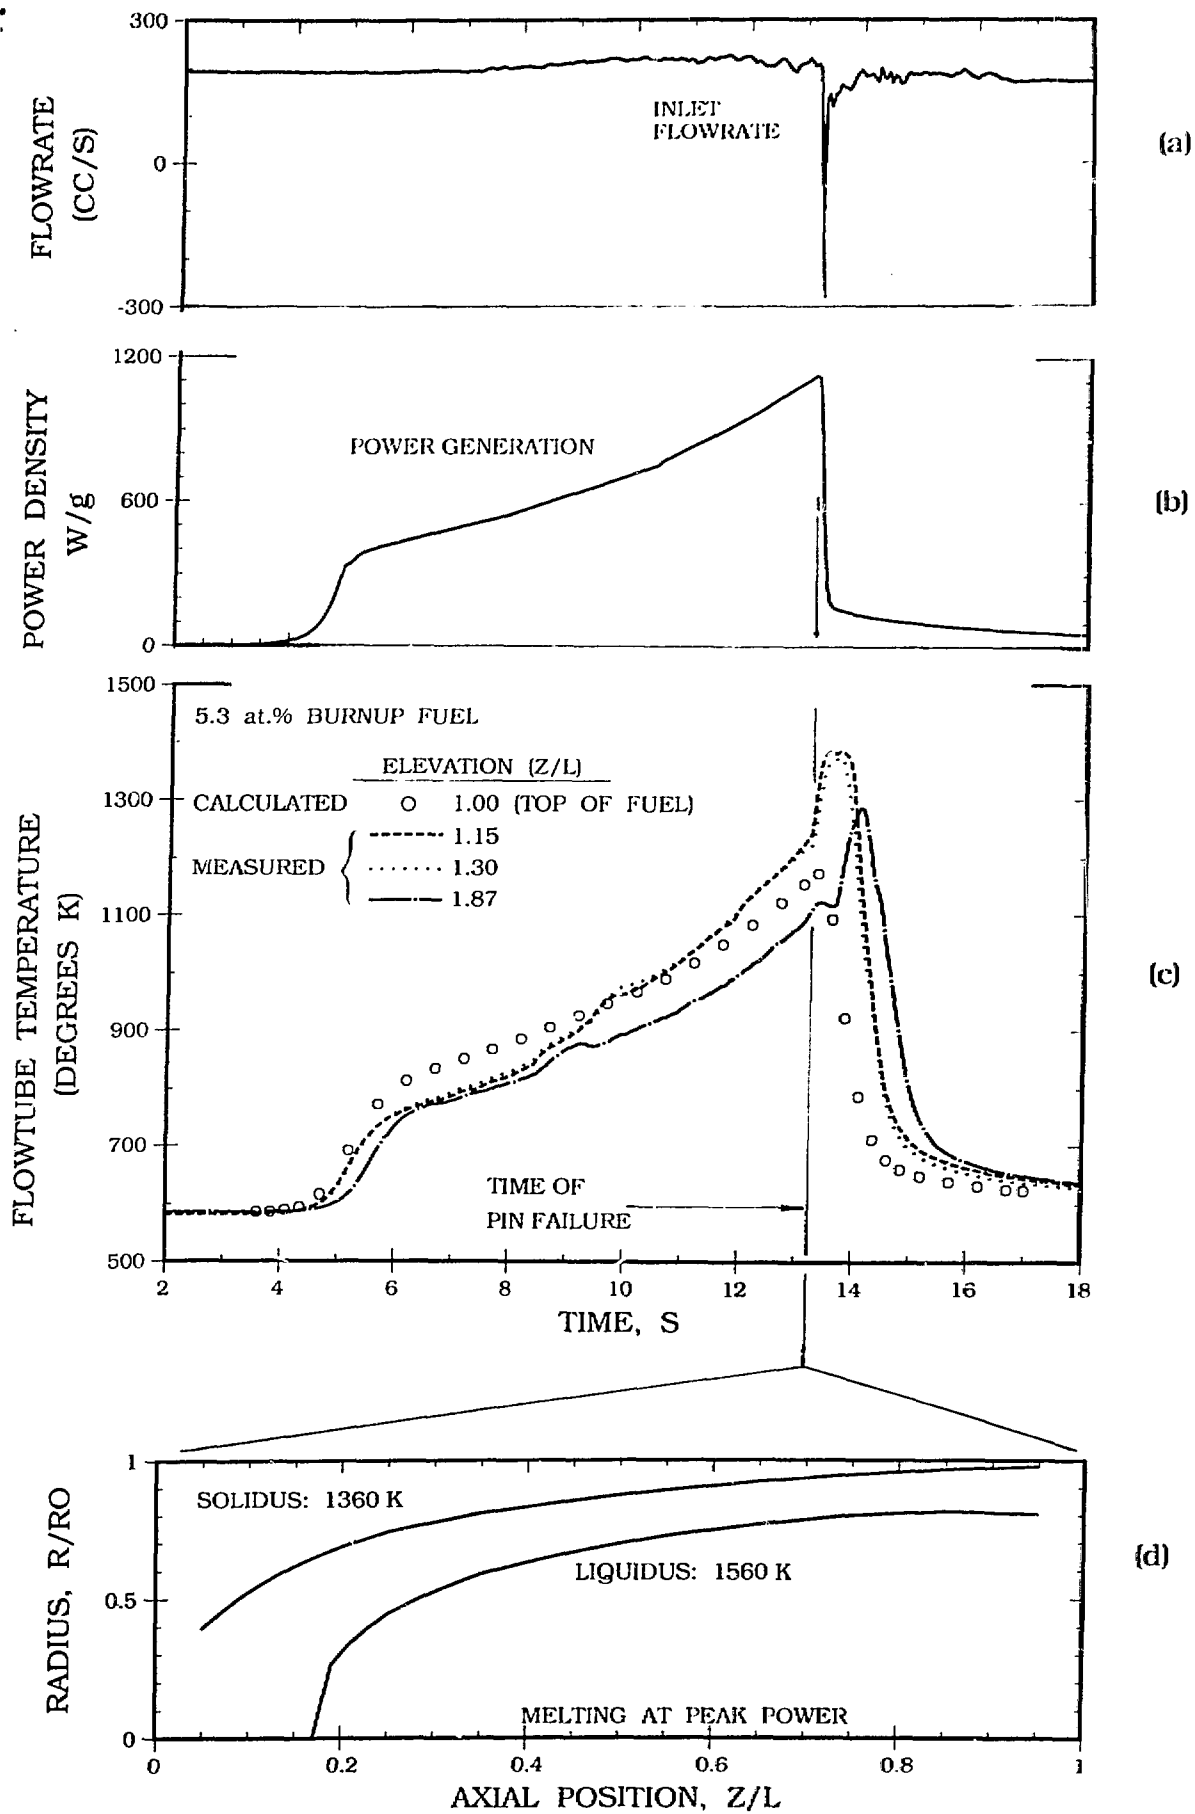 300
0
-300
FLOWRATE
(CC/S)
INLET
FLOWRATE
(a)
1200
600
0
POWER DENSITY
W/g
POWER GENERATION
(b)
1500
1300
1100
900
700
500
FLOWTUBE TEMPERATURE
(DEGREES K)
5.3 at.% BURNUP FUEL
ELEVATION (Z/L)
CALCULATED o 1.00 (TOP OF FUEL)
MEASURED
1.15
1.30
1.87
(c)
TIME OF
PIN FAILURE
2 4 6 8 10 12 14 16 18
TIME, S
1
0.5
0
RADIUS, R/RO
SOLIDUS: 1360 K
LIQUIDUS: 1560 K
MELTING AT PEAK POWER
(d)
0 0.2 0.4 0.6 0.8 1
AXIAL POSITION, Z/L